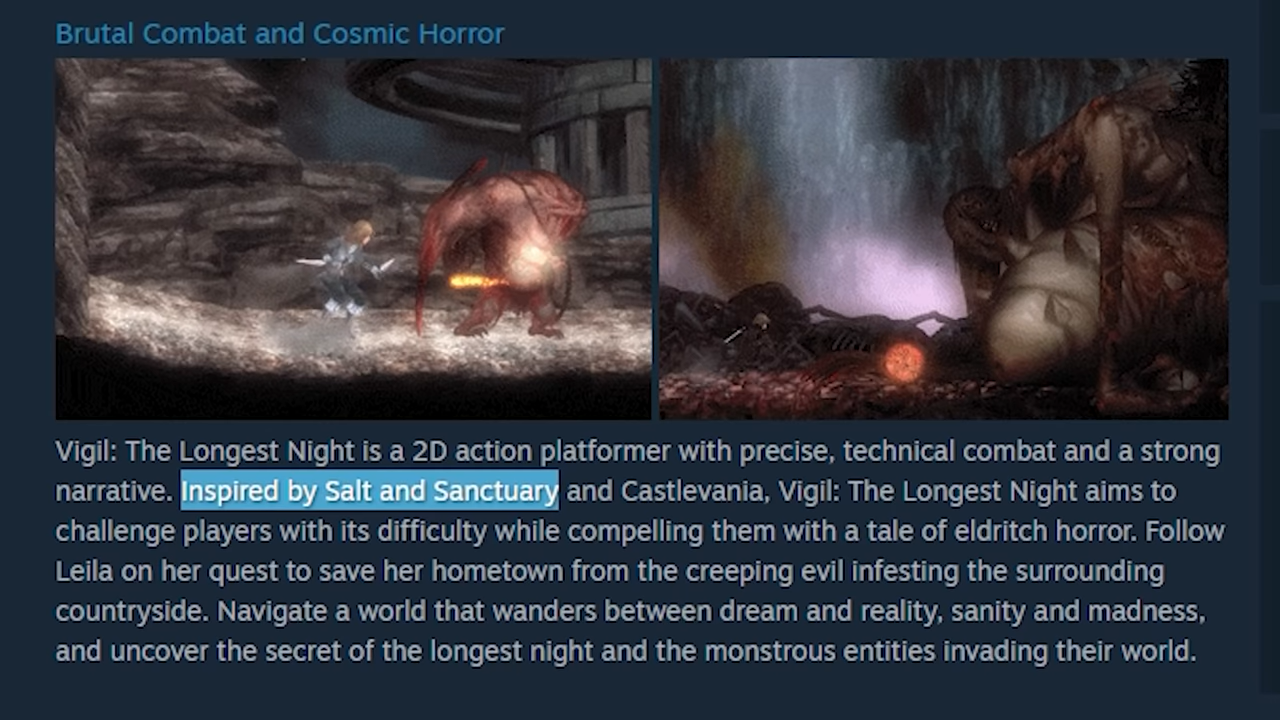 Brutal Combat and Cosmic Horror
Vigil: The Longest Night is a 2D action platformer with precise, technical combat and a strong
narrative. Inspired by Salt and Sanctuary and Castlevania, Vigil: The Longest Night aims to
challenge players with its difficulty while compelling them with a tale of eldritch horror. Follow
Leila on her quest to save her hometown from the creeping evil infesting the surrounding
countryside. Navigate a world that wanders between dream and reality, sanity and madness,
and uncover the secret of the longest night and the monstrous entities invading their world.